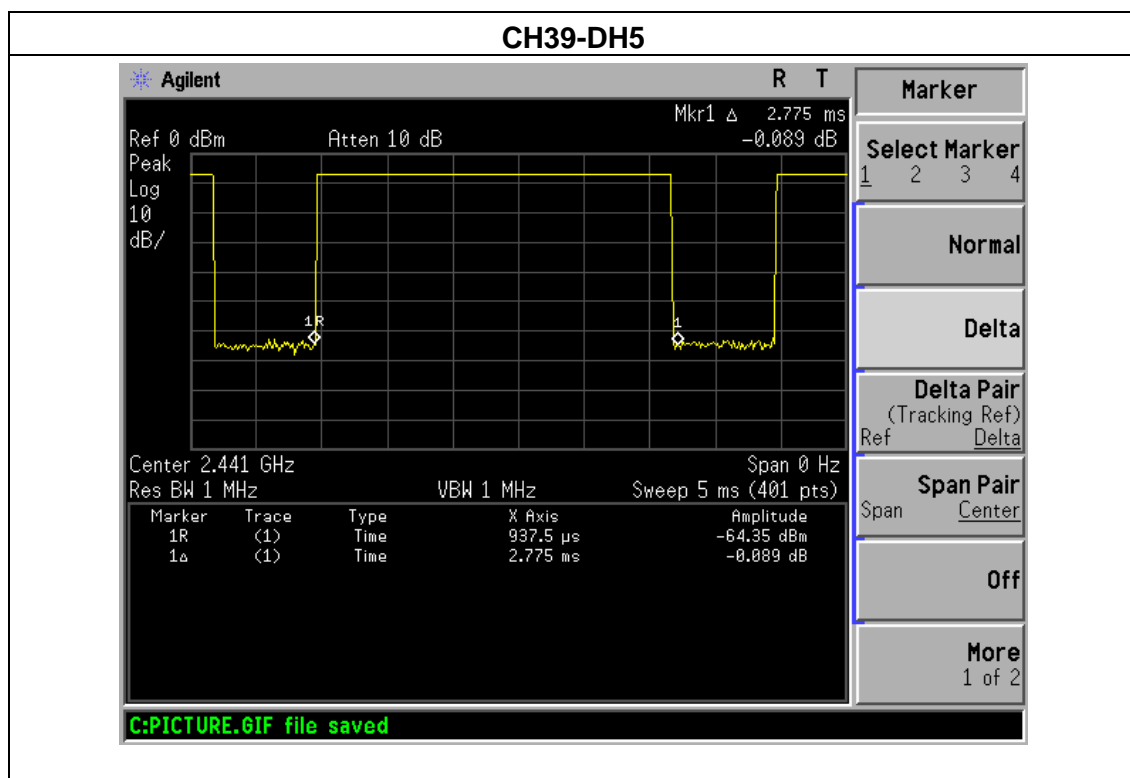 CH39-DH5
Agilent R T
Mkr1 Δ 2.775 ms
Ref 0 dBm Atten 10 dB -0.089 dB
Peak
Log
10
dB/
1R 1
Center 2.441 GHz Span 0 Hz
Res BW 1 MHz VBW 1 MHz Sweep 5 ms (401 pts)
Marker Trace Type X Axis Amplitude
1R (1) Time 937.5 µs -64.35 dBm
1Δ (1) Time 2.775 ms -0.089 dB
C:PICTURE.GIF file saved
Marker
Select Marker
1 2 3 4
Normal
Delta
Delta Pair
(Tracking Ref)
Ref Delta
Span Pair
Span Center
Off
More
1 of 2